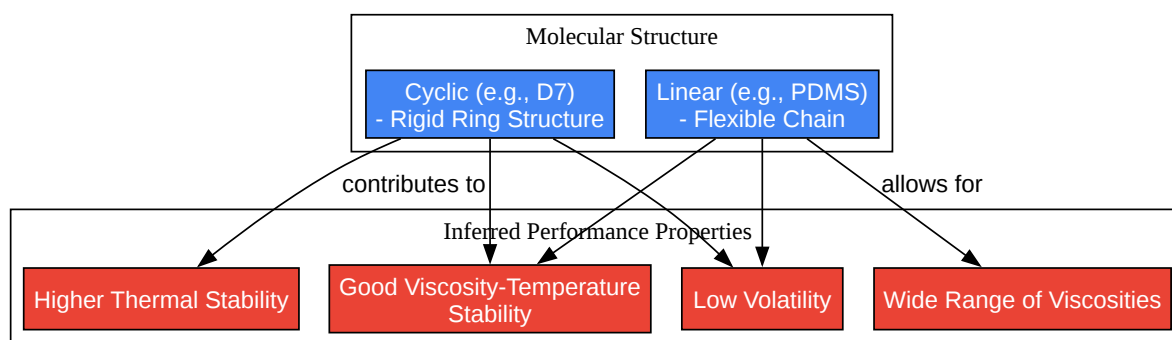 Molecular Structure
Cyclic (e.g., D7)
- Rigid Ring Structure
Linear (e.g., PDMS)
- Flexible Chain
contributes to
allows for
Inferred Performance Properties
Higher Thermal Stability
Good Viscosity-Temperature
Stability
Low Volatility
Wide Range of Viscosities